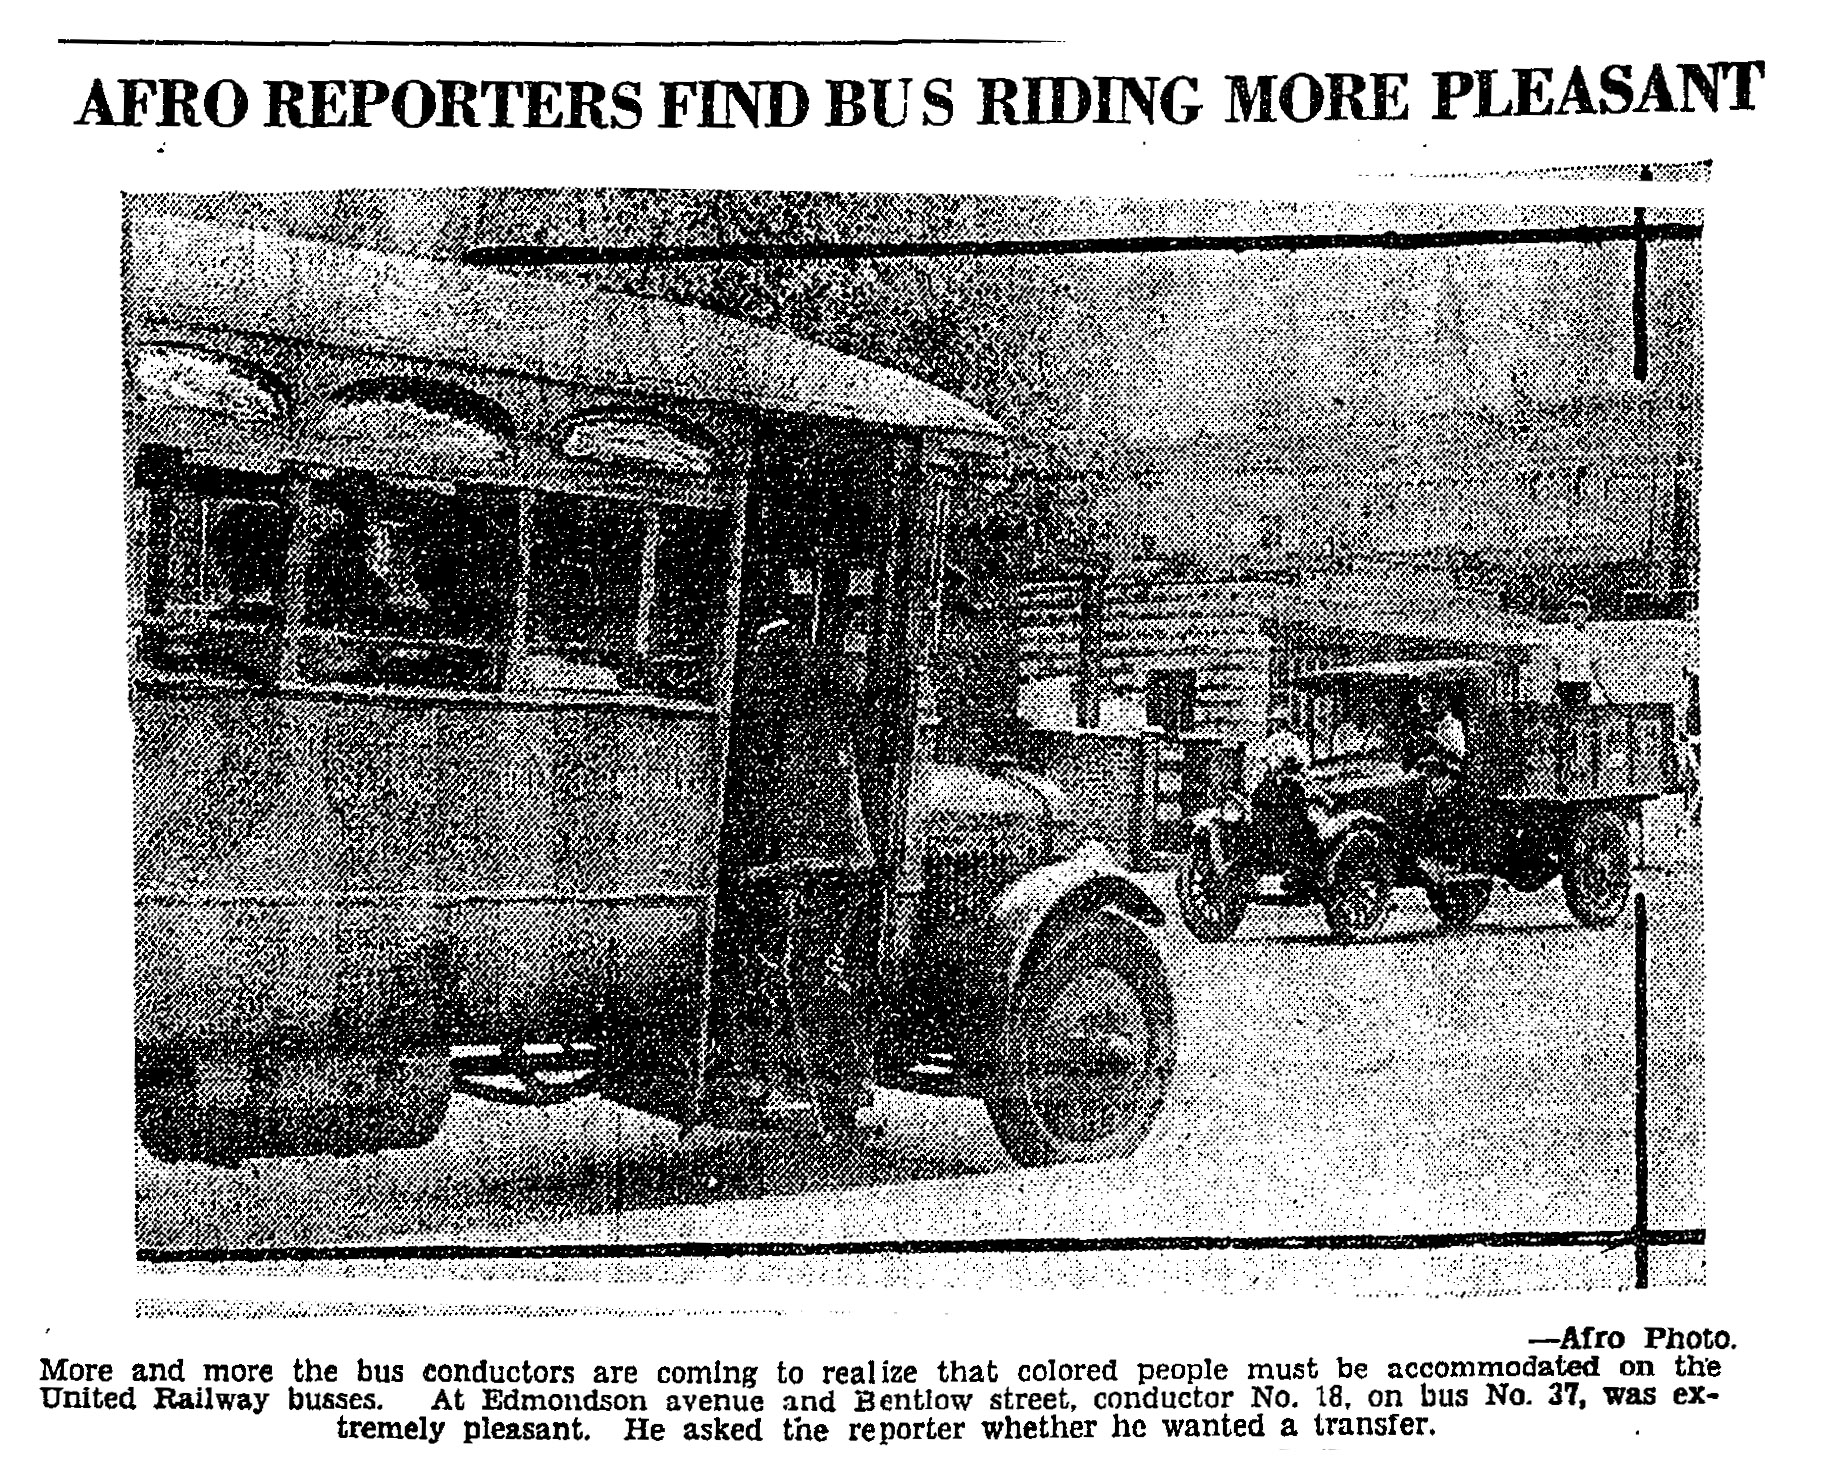 AFRO REPORTERS FIND BUS RIDING MORE PLEASANT
—Afro Photo.
More and more the bus conductors are coming to realize that colored people must be accommodated on the
United Railway busses. At Edmondson avenue and Bentlow street, conductor No. 18, on bus No. 37, was ex-
tremely pleasant. He asked the reporter whether he wanted a transfer.